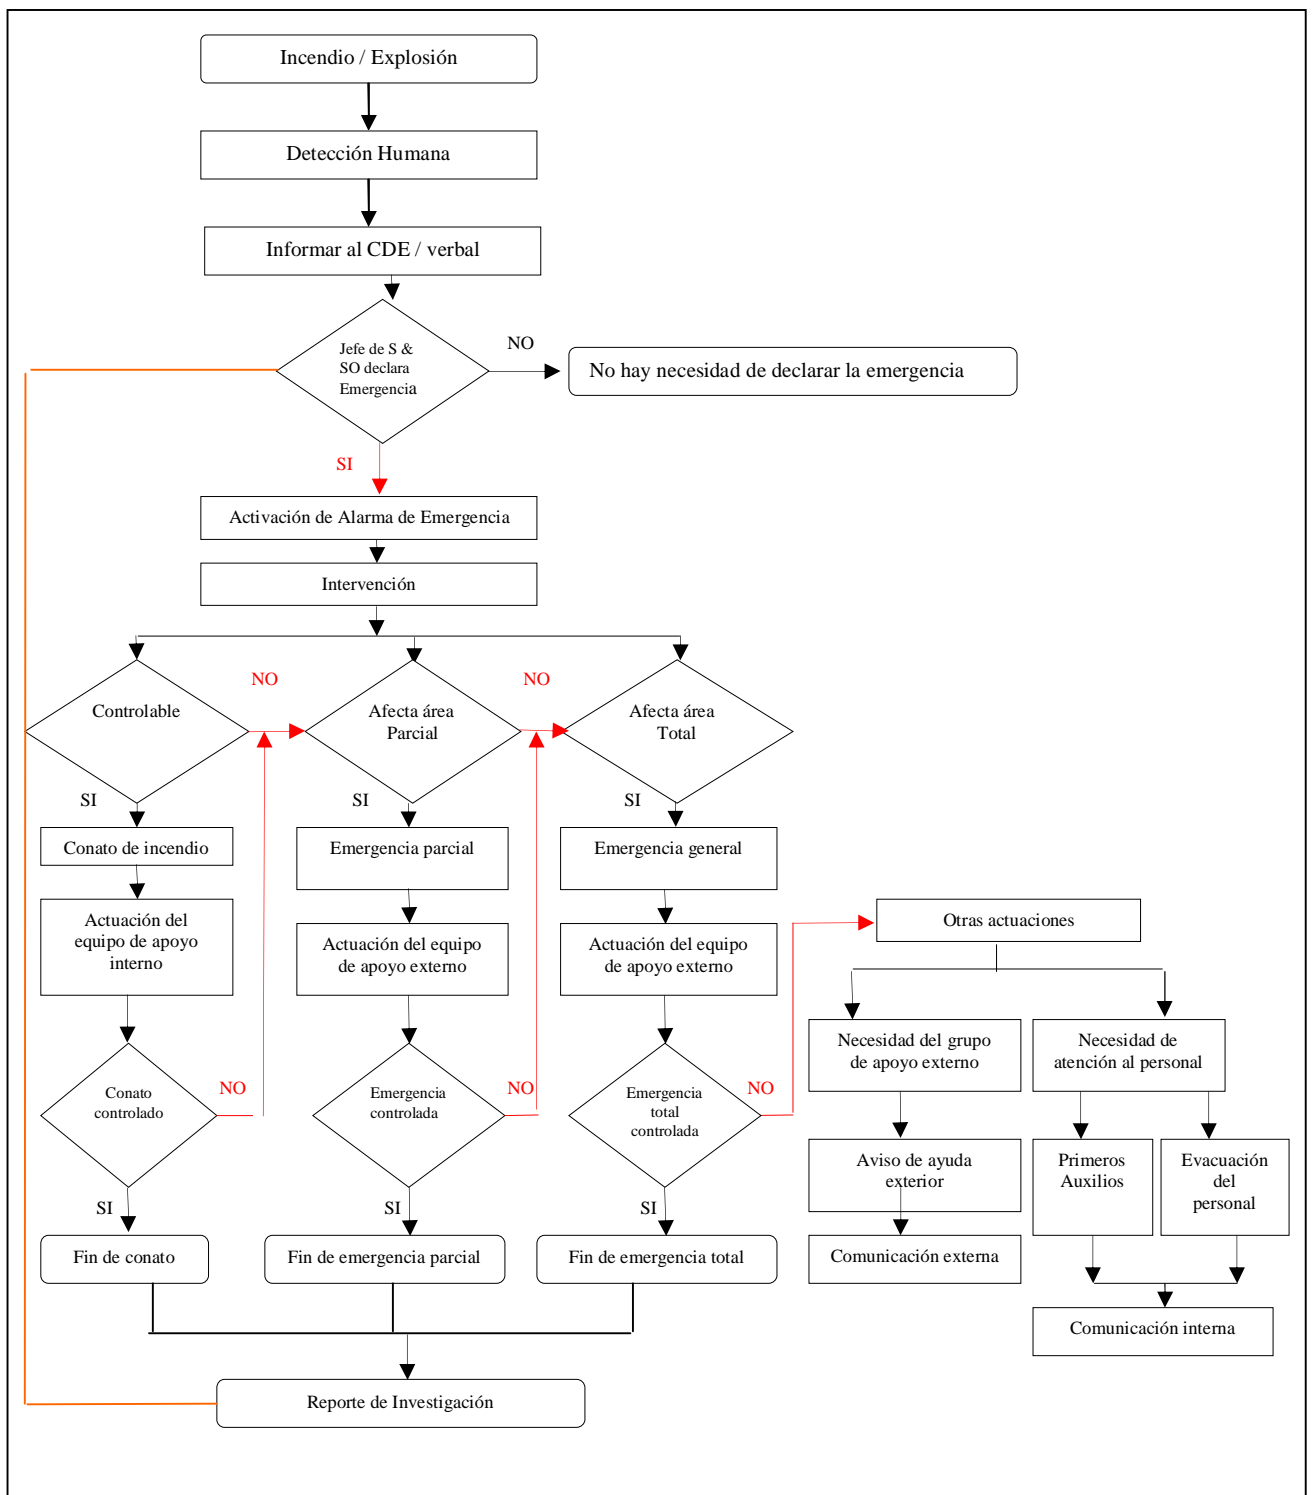 Incendio / Explosión
Detección Humana
Informar al CDE / verbal
Jefe de S &
SO declara
Emergencia
NO
No hay necesidad de declarar la emergencia
SI
Activación de Alarma de Emergencia
Intervención
Controlable
NO
Afecta área
Parcial
NO
Afecta área
Total
SI
SI
SI
Conato de incendio
Emergencia parcial
Emergencia general
Actuación del
equipo de apoyo
interno
Actuación del equipo
de apoyo externo
Actuación del equipo
de apoyo externo
Otras actuaciones
Necesidad del grupo
de apoyo externo
Necesidad de
atención al personal
Conato
controlado
NO
Emergencia
controlada
NO
Emergencia
total
controlada
NO
Aviso de ayuda
exterior
Primeros
Auxilios
Evacuación
del
personal
SI
SI
SI
Fin de conato
Fin de emergencia parcial
Fin de emergencia total
Comunicación externa
Comunicación interna
Reporte de Investigación